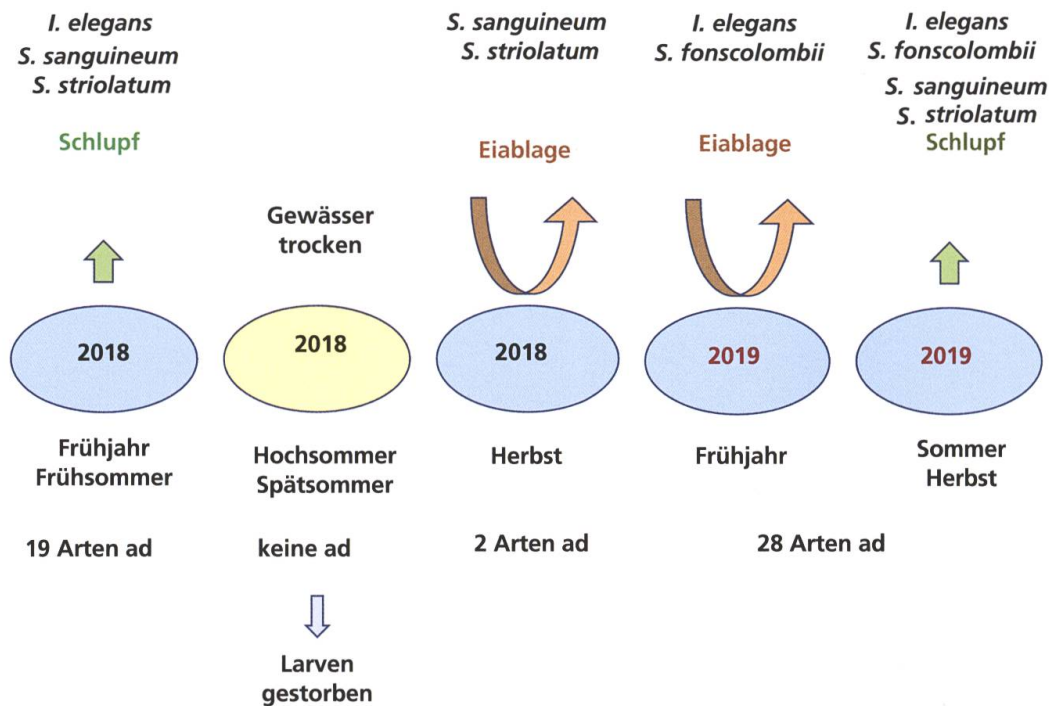 I. elegans
S. sanguineum
S. striolatum
Schlupf
2018
Frühjahr
Frühsommer
19 Arten ad
Gewässer
trocken
2018
Hochsommer
Spätsommer
keine ad
Larven
gestorben
S. sanguineum
S. striolatum
Eiablage
2018
Herbst
2 Arten ad
I. elegans
S. fonscolombii
Eiablage
2019
Frühjahr
I. elegans
S. fonscolombii
S. sanguineum
S. striolatum
Schlupf
2019
Sommer
Herbst
28 Arten ad